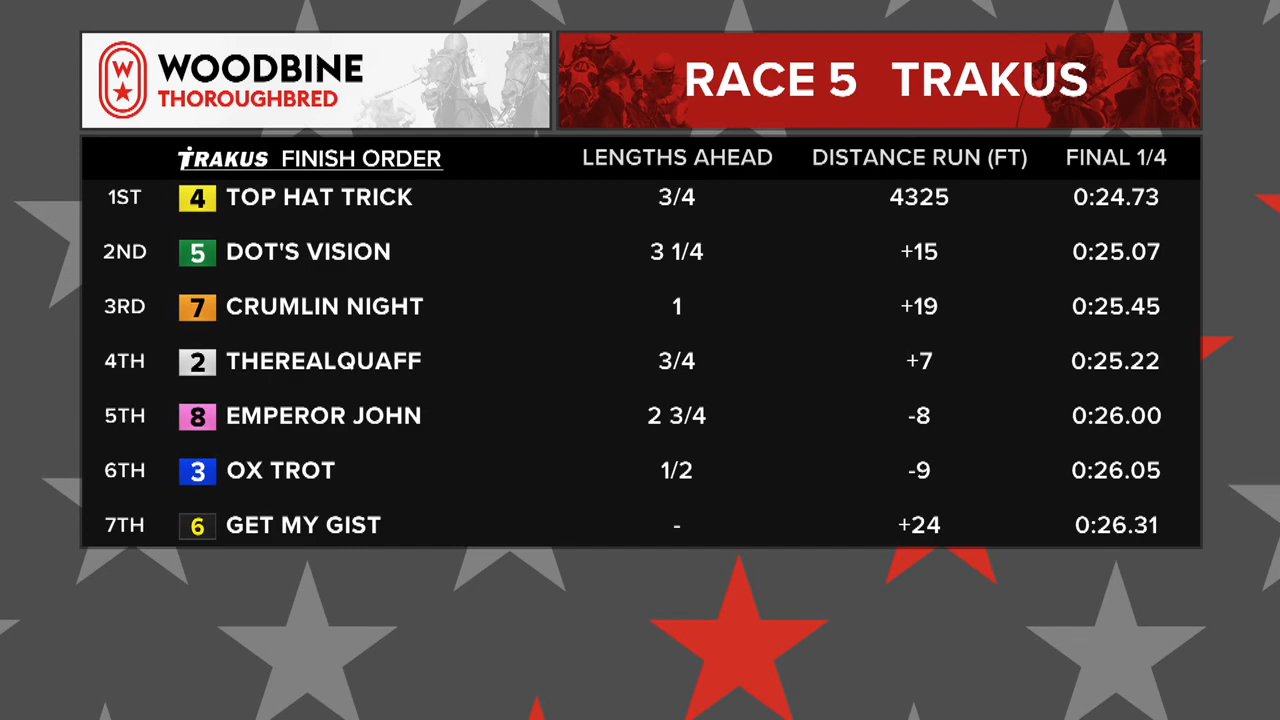 W WOODBINE
THOROUGHBRED
RACE 5 TRAKUS
TRAKUS FINISH ORDER LENGTHS AHEAD DISTANCE RUN (FT) FINAL 1/4
1ST 4 TOP HAT TRICK 3/4 4325 0:24.73
2ND 5 DOT'S VISION 3 1/4 +15 0:25.07
3RD 7 CRUMLIN NIGHT 1 +19 0:25.45
4TH 2 THEREALQUAFF 3/4 +7 0:25.22
5TH 8 EMPEROR JOHN 2 3/4 -8 0:26.00
6TH 3 OX TROT 1/2 -9 0:26.05
7TH 6 GET MY GIST - +24 0:26.31